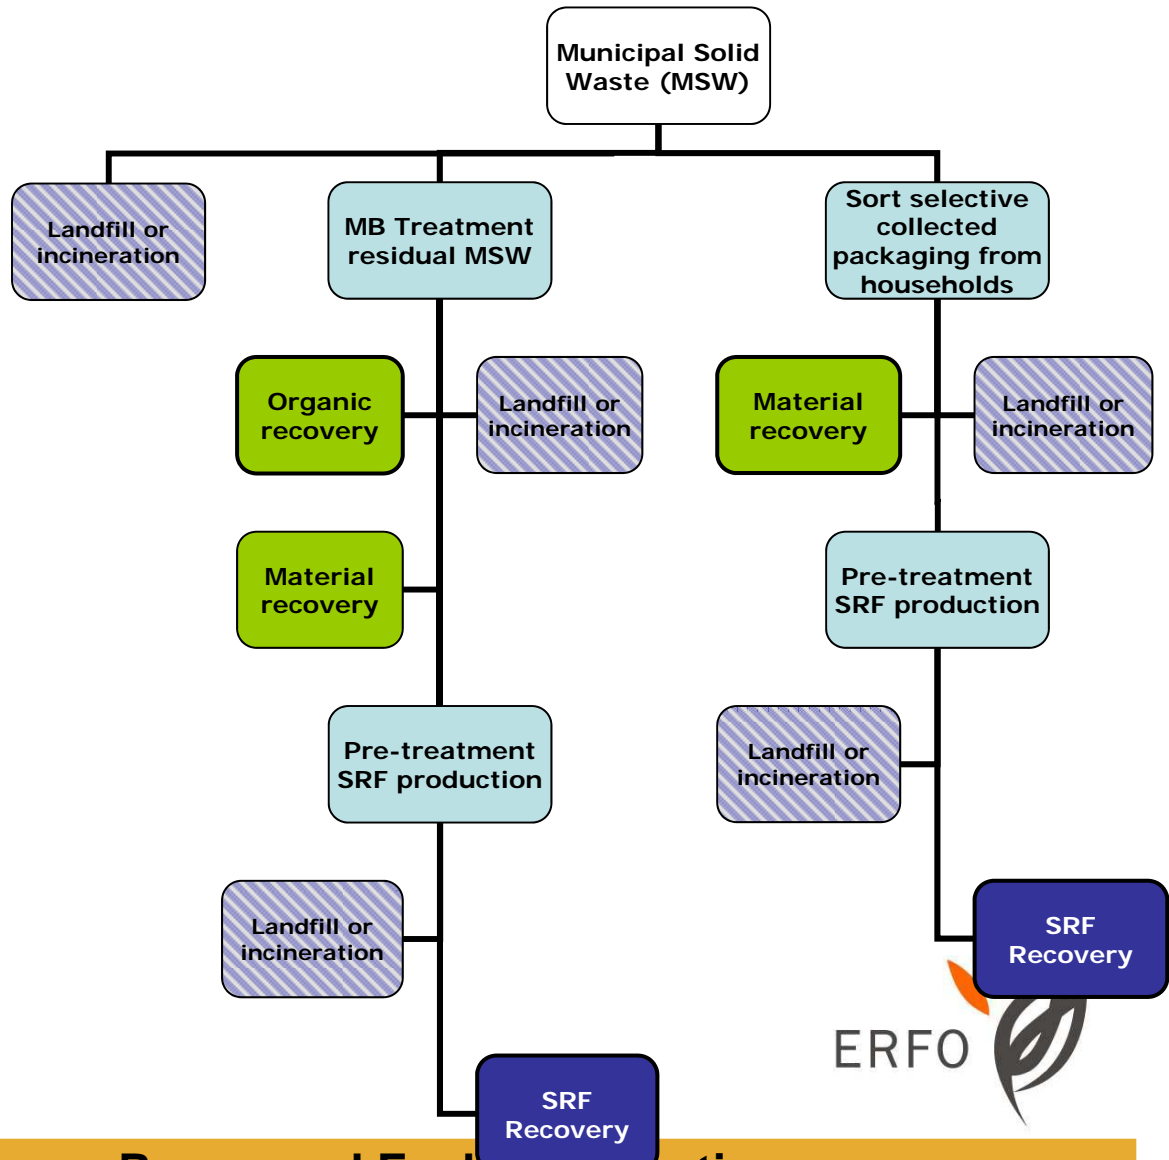 Municipal Solid
Waste (MSW)
Landfill or
incineration
MB Treatment
residual MSW
Sort selective
collected
packaging from
households
Organic
recovery
Landfill or
incineration
Material
recovery
Landfill or
incineration
Material
recovery
Pre-treatment
SRF production
Pre-treatment
SRF production
Landfill or
incineration
Landfill or
incineration
SRF
Recovery
ERFO
SRF
Recovery